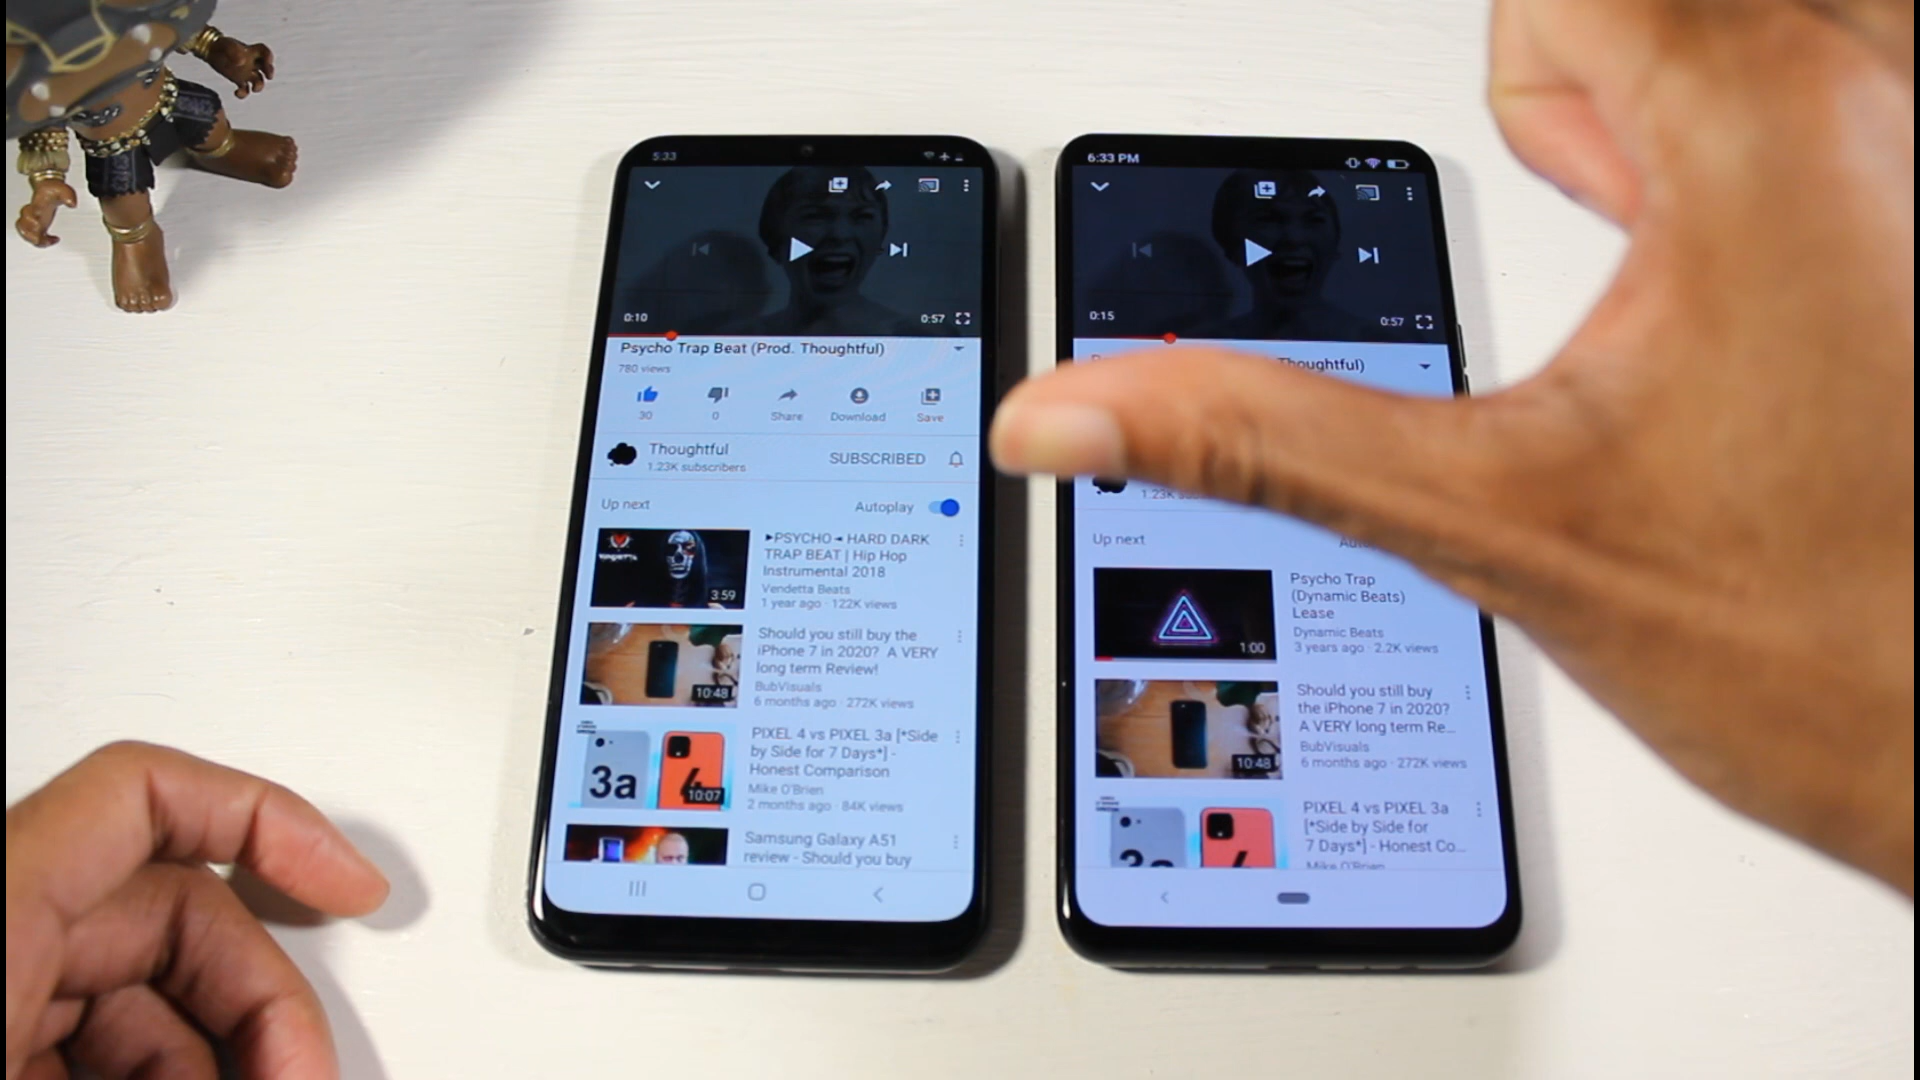 5:33
0:10
0:57
Psycho Trap Beat (Prod. Thoughtful)
780 views
30
0
Share
Download
Save
Thoughtful
1.23K subscribers
SUBSCRIBED
Up next
Autoplay
3:59
►PSYCHO◄ HARD DARK
TRAP BEAT | Hip Hop
Instrumental 2018
Vendetta Beats
1 year ago · 122K views
10:48
Should you still buy the
iPhone 7 in 2020? A VERY
long term Review!
BubVisuals
6 months ago · 272K views
3a
4
10:07
PIXEL 4 vs PIXEL 3a [*Side
by Side for 7 Days*] -
Honest Comparison
Mike O'Brien
2 months ago · 84K views
Samsung Galaxy A51
review - Should you buy
6:33 PM
0:15
0:57
Thoughtful)
1.23K
Up next
1:00
Psycho Trap
(Dynamic Beats)
Lease
Dynamic Beats
3 years ago · 2.2K views
10:48
Should you still buy
the iPhone 7 in 2020?
A VERY long term Re...
BubVisuals
6 months ago · 272K views
3a
PIXEL 4 vs PIXEL 3a
[*Side by Side for
7 Days*] - Honest Co...
Mike O'Brien